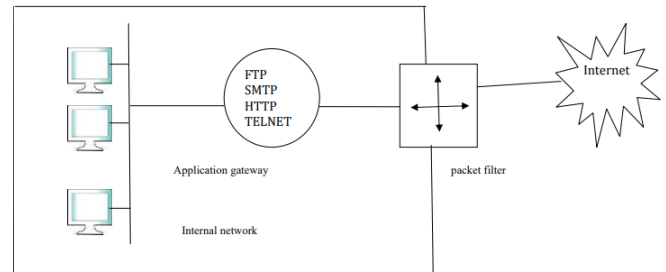 FTP
SMTP
HTTP
TELNET
Internet
Application gateway
packet filter
Internal network